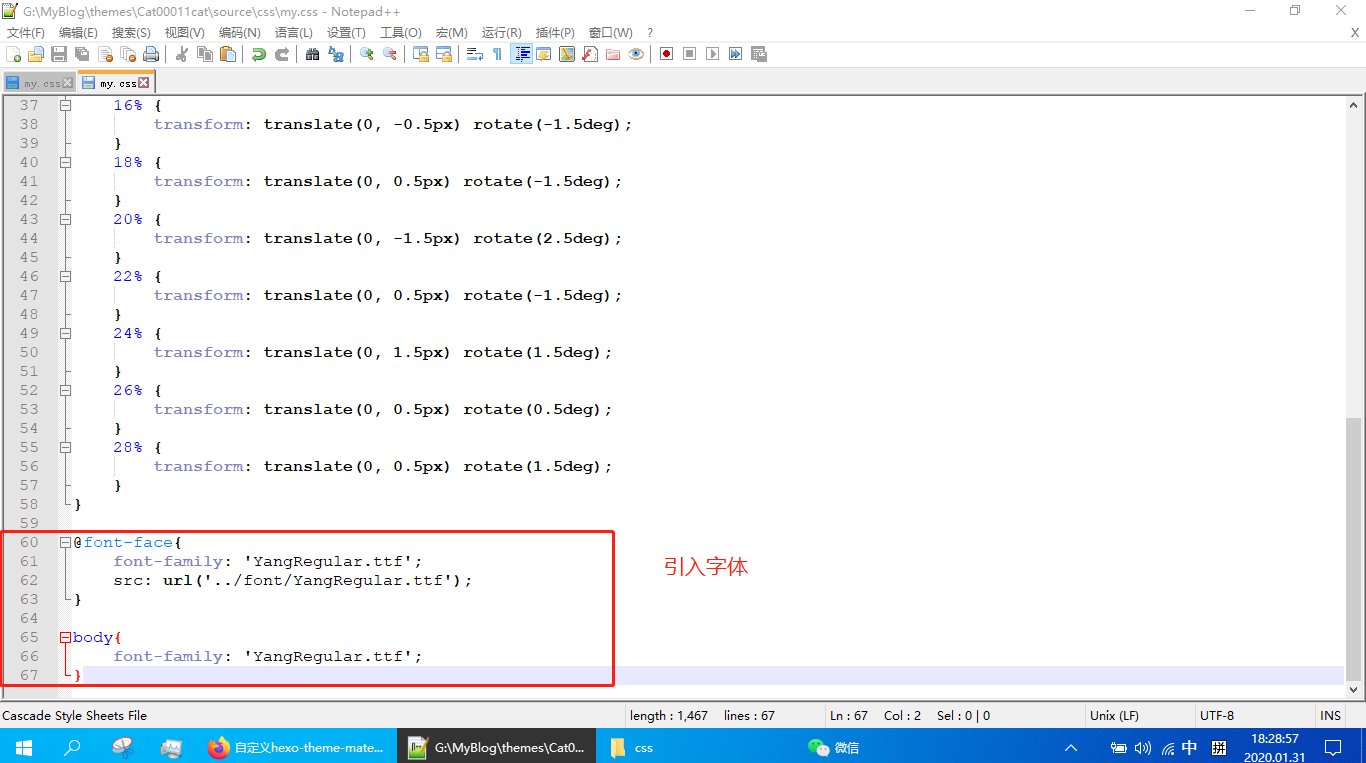 G:\MyBlog\themes\Cat00011cat\source\css\my.css - Notepad++
文件(F) 编辑(E) 搜索(S) 视图(V) 编码(N) 语言(L) 设置(T) 工具(O) 宏(M) 运行(R) 插件(P) 窗口(W) ? X
my.css my.css
37 16% {
38 transform: translate(0, -0.5px) rotate(-1.5deg);
39 }
40 18% {
41 transform: translate(0, 0.5px) rotate(-1.5deg);
42 }
43 20% {
44 transform: translate(0, -1.5px) rotate(2.5deg);
45 }
46 22% {
47 transform: translate(0, 0.5px) rotate(-1.5deg);
48 }
49 24% {
50 transform: translate(0, 1.5px) rotate(1.5deg);
51 }
52 26% {
53 transform: translate(0, 0.5px) rotate(0.5deg);
54 }
55 28% {
56 transform: translate(0, 0.5px) rotate(1.5deg);
57 }
58 }
59
60 @font-face{
61 font-family: 'YangRegular.ttf';
62 src: url('../font/YangRegular.ttf');
63 }
64
65 body{
66 font-family: 'YangRegular.ttf';
67 }
引入字体
Cascade Style Sheets File length : 1,467 lines : 67 Ln : 67 Col : 2 Sel : 0 | 0 Unix (LF) UTF-8 INS
自定义hexo-theme-mate... G:\MyBlog\themes\Cat0... css 微信 中 拼 18:28:57
2020.01.31